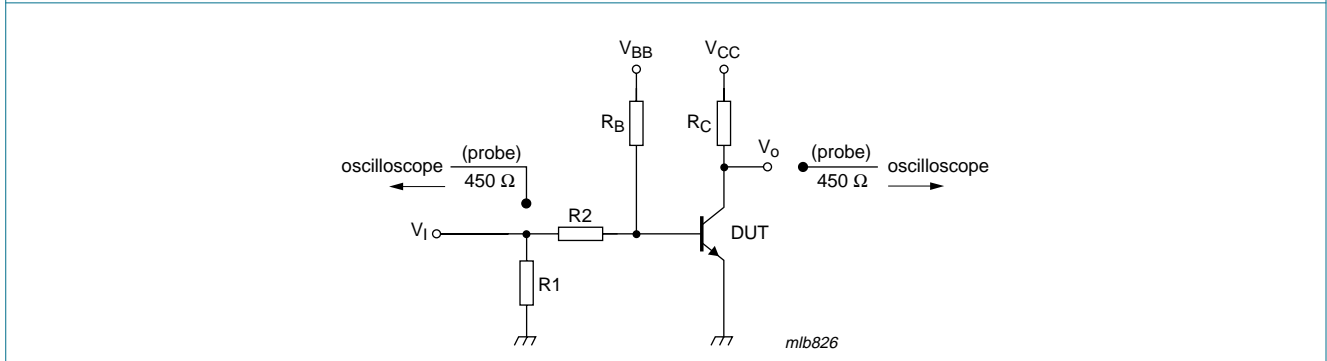 VBB
VCC
RB
RC
Vo
(probe)
oscilloscope
450 Ω
(probe)
oscilloscope
450 Ω
R2
VI
DUT
R1
mlb826